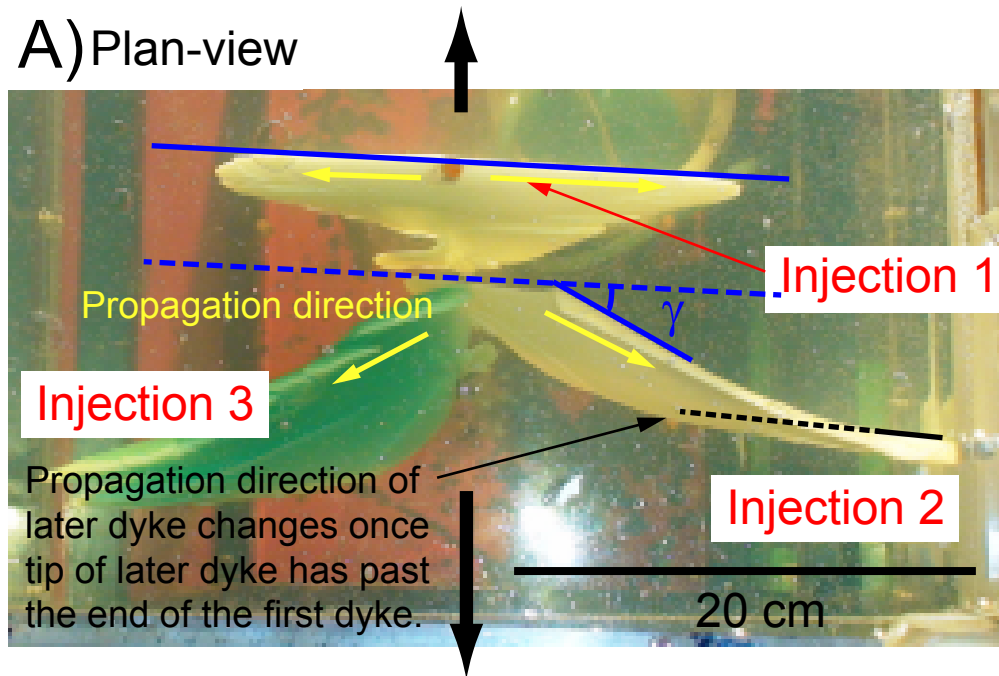 A) Plan-view
Injection 1
Propagation direction
γ
Injection 3
Propagation direction of
later dyke changes once
tip of later dyke has past
the end of the first dyke.
Injection 2
20 cm